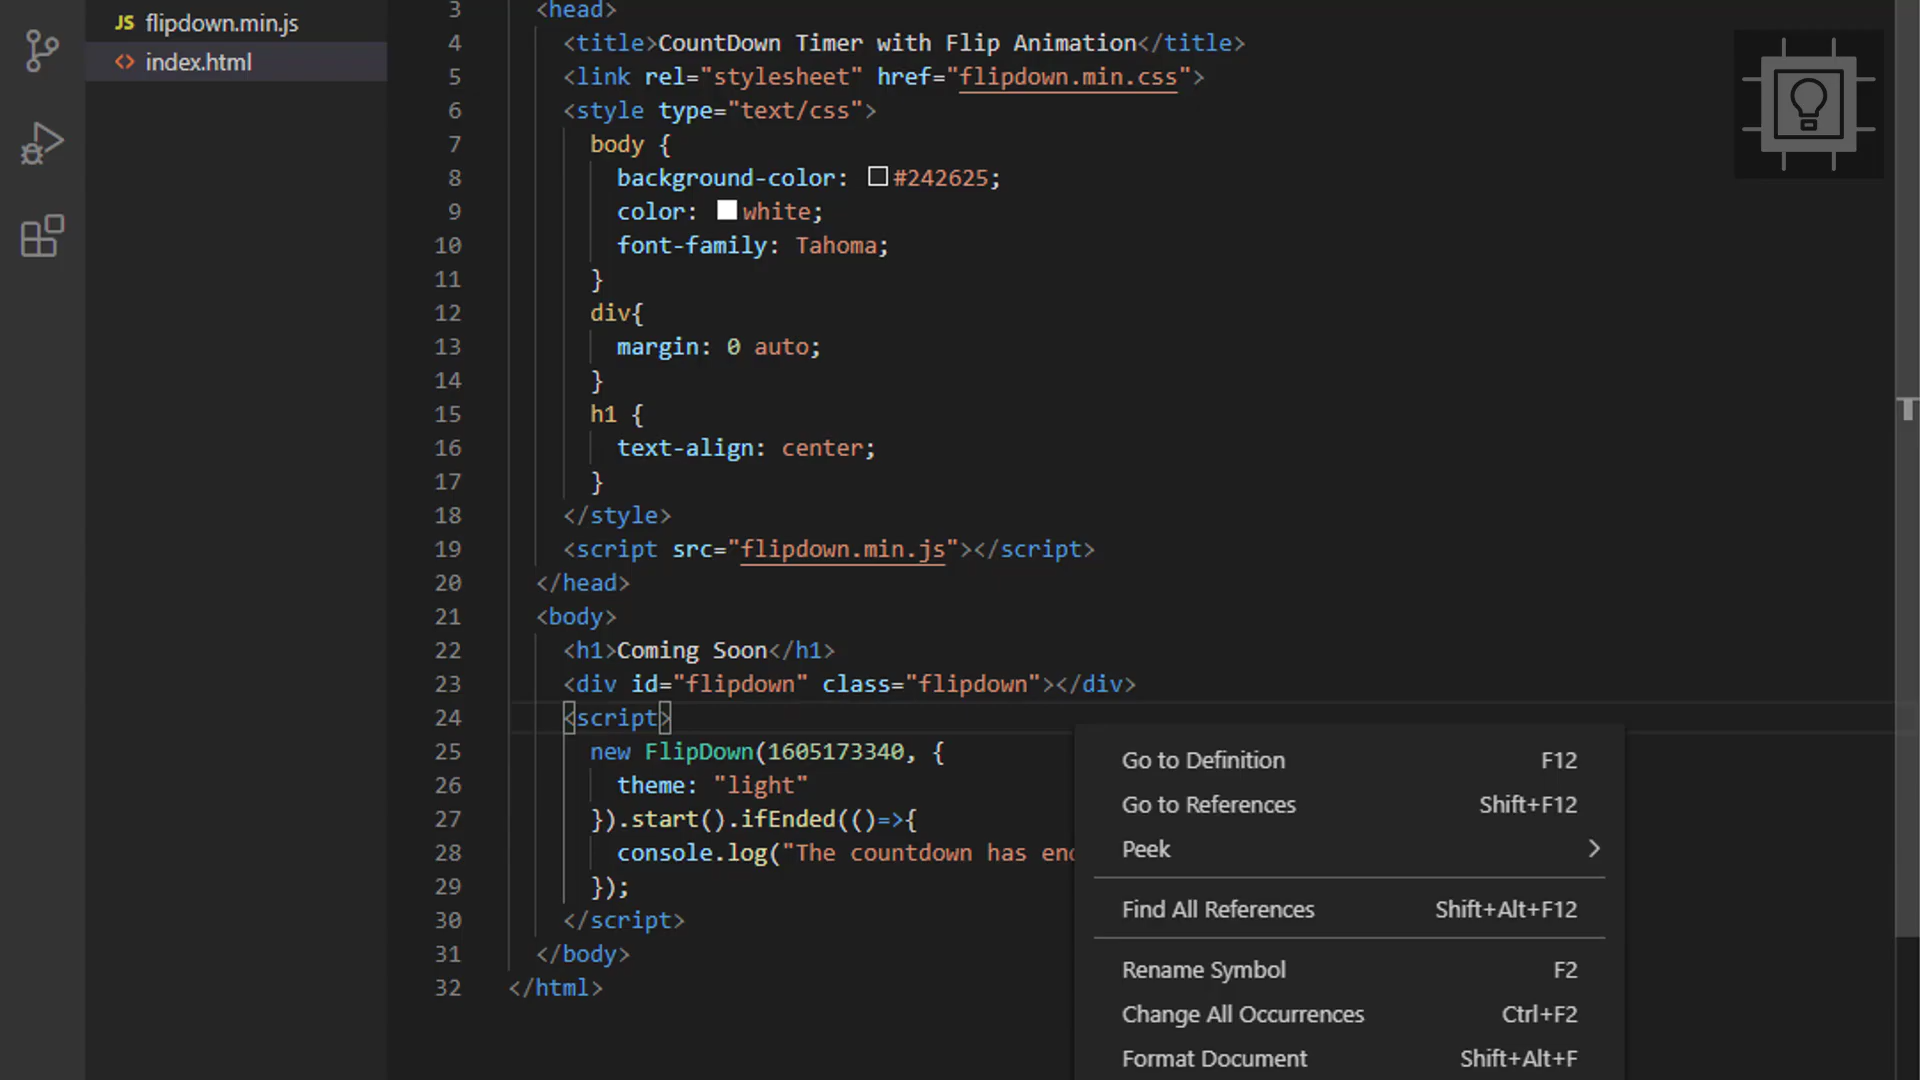 JS flipdown.min.js
<> index.html
3 <head>
4 <title>CountDown Timer with Flip Animation</title>
5 <link rel="stylesheet" href="flipdown.min.css">
6 <style type="text/css">
7 body {
8 background-color: #242625;
9 color: white;
10 font-family: Tahoma;
11 }
12 div{
13 margin: 0 auto;
14 }
15 h1 {
16 text-align: center;
17 }
18 </style>
19 <script src="flipdown.min.js"></script>
20 </head>
21 <body>
22 <h1>Coming Soon</h1>
23 <div id="flipdown" class="flipdown"></div>
24 <script>
25 new FlipDown(1605173340, {
26 theme: "light"
27 }).start().ifEnded(()=>{
28 console.log("The countdown has
29 });
30 </script>
31 </body>
32 </html>
Go to Definition F12
Go to References Shift+F12
Peek
Find All References Shift+Alt+F12
Rename Symbol F2
Change All Occurrences Ctrl+F2
Format Document Shift+Alt+F